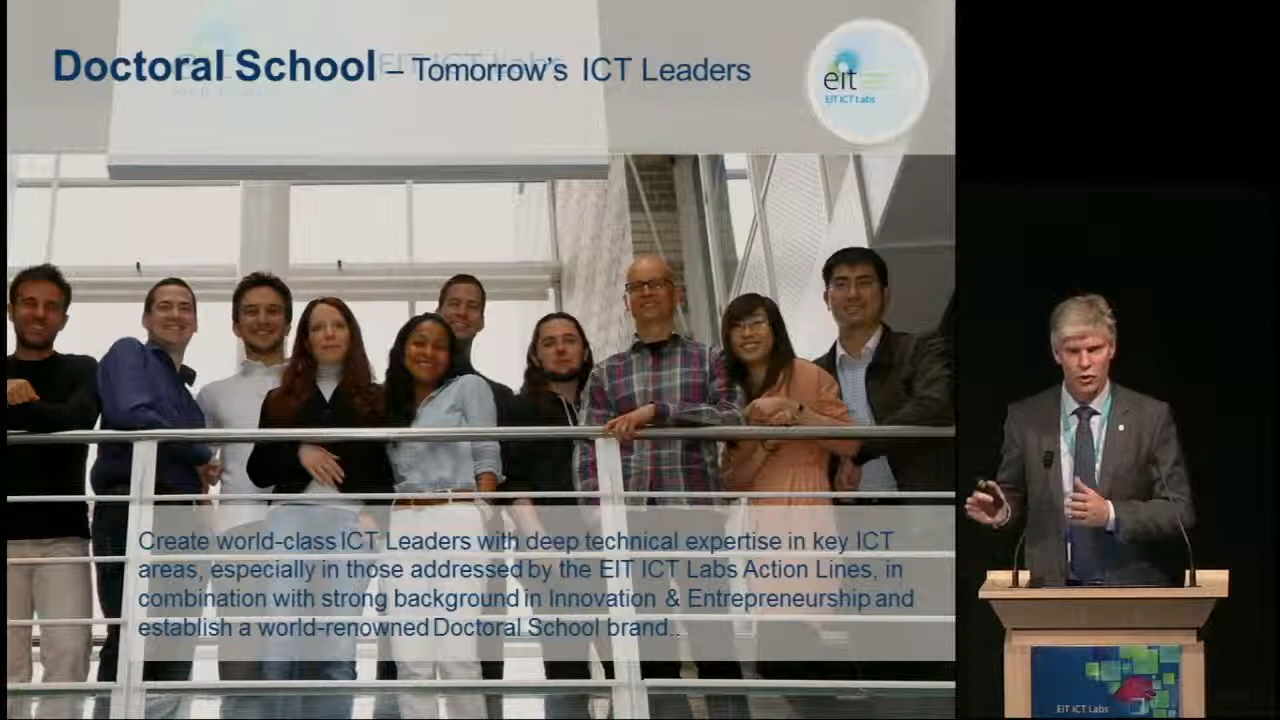 Doctoral School – Tomorrow's ICT Leaders
eit
EIT ICT Labs
Create world-class ICT Leaders with deep technical expertise in key ICT
areas, especially in those addressed by the EIT ICT Labs Action Lines, in
combination with strong background in Innovation & Entrepreneurship and
establish a world-renowned Doctoral School brand..
EIT ICT Labs